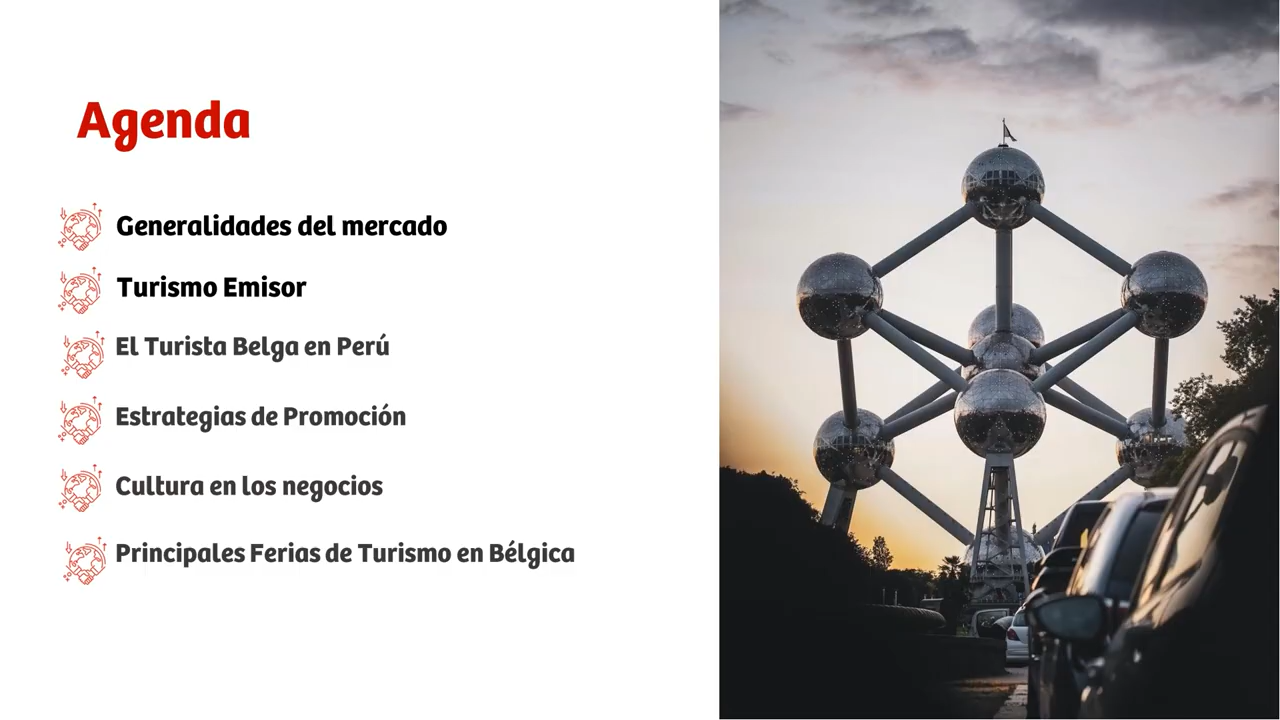 Agenda
Generalidades del mercado
Turismo Emisor
El Turista Belga en Perú
Estrategias de Promoción
Cultura en los negocios
Principales Ferias de Turismo en Bélgica